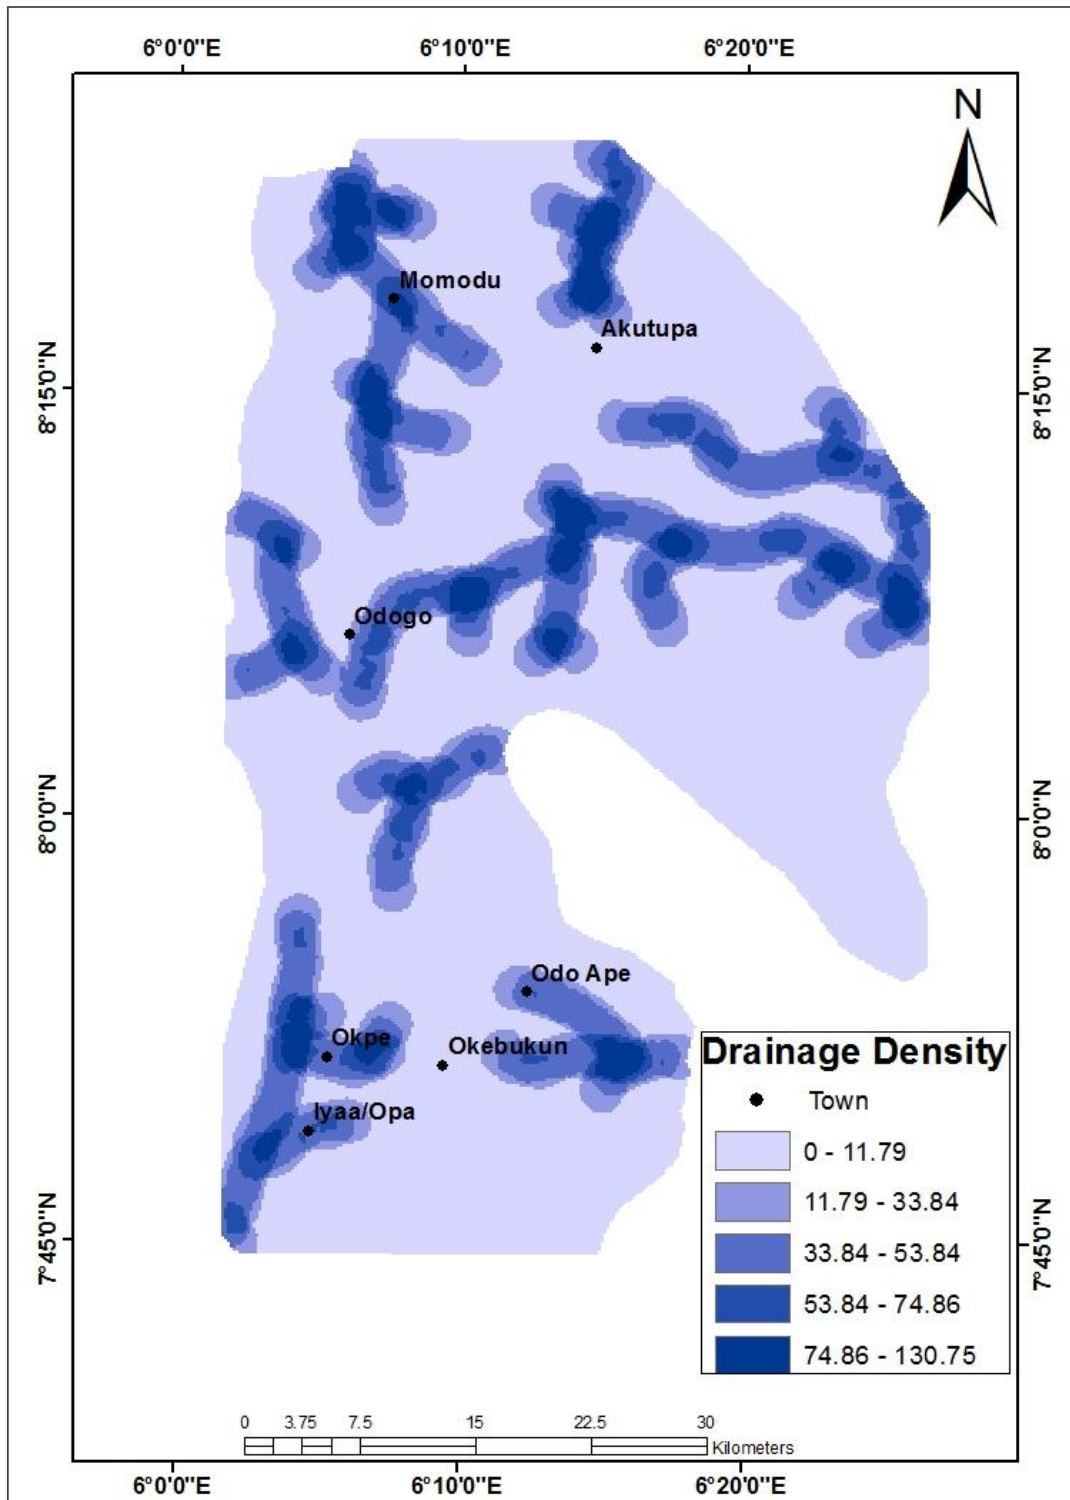 6°0'0"E 6°10'0"E 6°20'0"E
N
Momodu
Akutupa
8°15'0"N 8°15'0"N
Odogo
8°0'0"N 8°0'0"N
Odo Ape
Okpe Okebukun
Iyaa/Opa
Drainage Density
Town
0 - 11.79
11.79 - 33.84
33.84 - 53.84
53.84 - 74.86
74.86 - 130.75
7°45'0"N 7°45'0"N
0 3.75 7.5 15 22.5 30
Kilometers
6°0'0"E 6°10'0"E 6°20'0"E